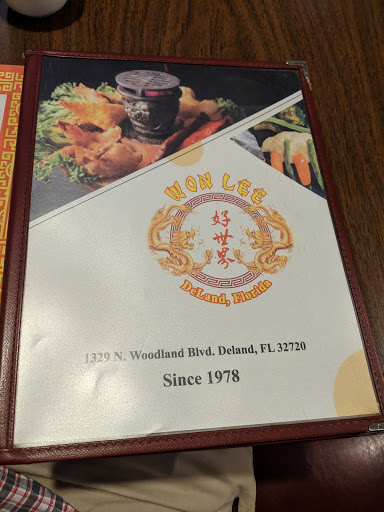 WON LEE
好世界
DeLand, Florida
1329 N. Woodland Blvd. Deland, FL 32720
Since 1978